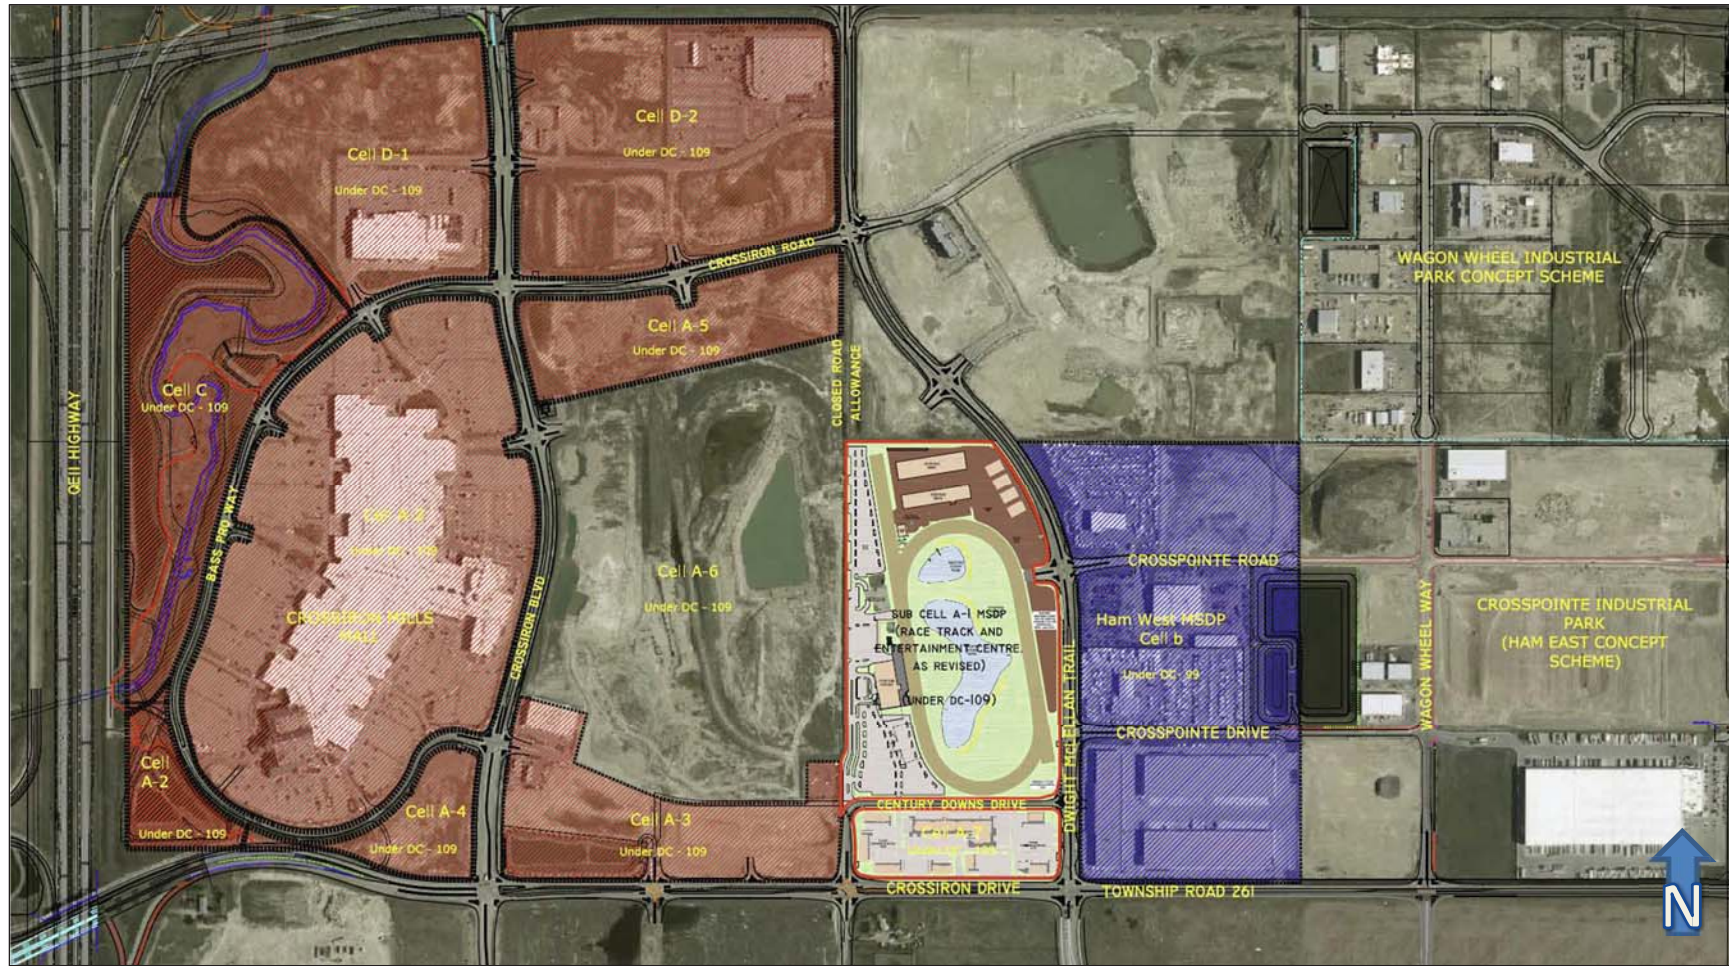 Cell D-2
Under DC - 109
Cell D-1
Under DC - 109
CROSSIRON ROAD
WAGON WHEEL INDUSTRIAL
PARK CONCEPT SCHEME
Cell A-5
Under DC - 109
CLOSED ROAD
ALLOWANCE
Cell C
Under DC - 109
QEII HIGHWAY
BASS PRO WAY
CROSSIRON MILLS
MALL
CROSSIRON BLVD
Cell A-6
Under DC - 109
SUB CELL A-1 MSDP
(RACE TRACK AND
ENTERTAINMENT CENTRE,
AS REVISED)
(UNDER DC-109)
CROSSPOINTE ROAD
Ham West MSDP
Cell b
Under DC - 99
DWIGHT McLELLAN TRAIL
CROSSPOINTE DRIVE
WAGON WHEEL WAY
CROSSPOINTE INDUSTRIAL
PARK
(HAM EAST CONCEPT
SCHEME)
Cell
A-2
Under DC - 109
Cell A-4
Under DC - 109
Cell A-3
Under DC - 109
CENTURY DOWNS DRIVE
CROSSIRON DRIVE
TOWNSHIP ROAD 261
N